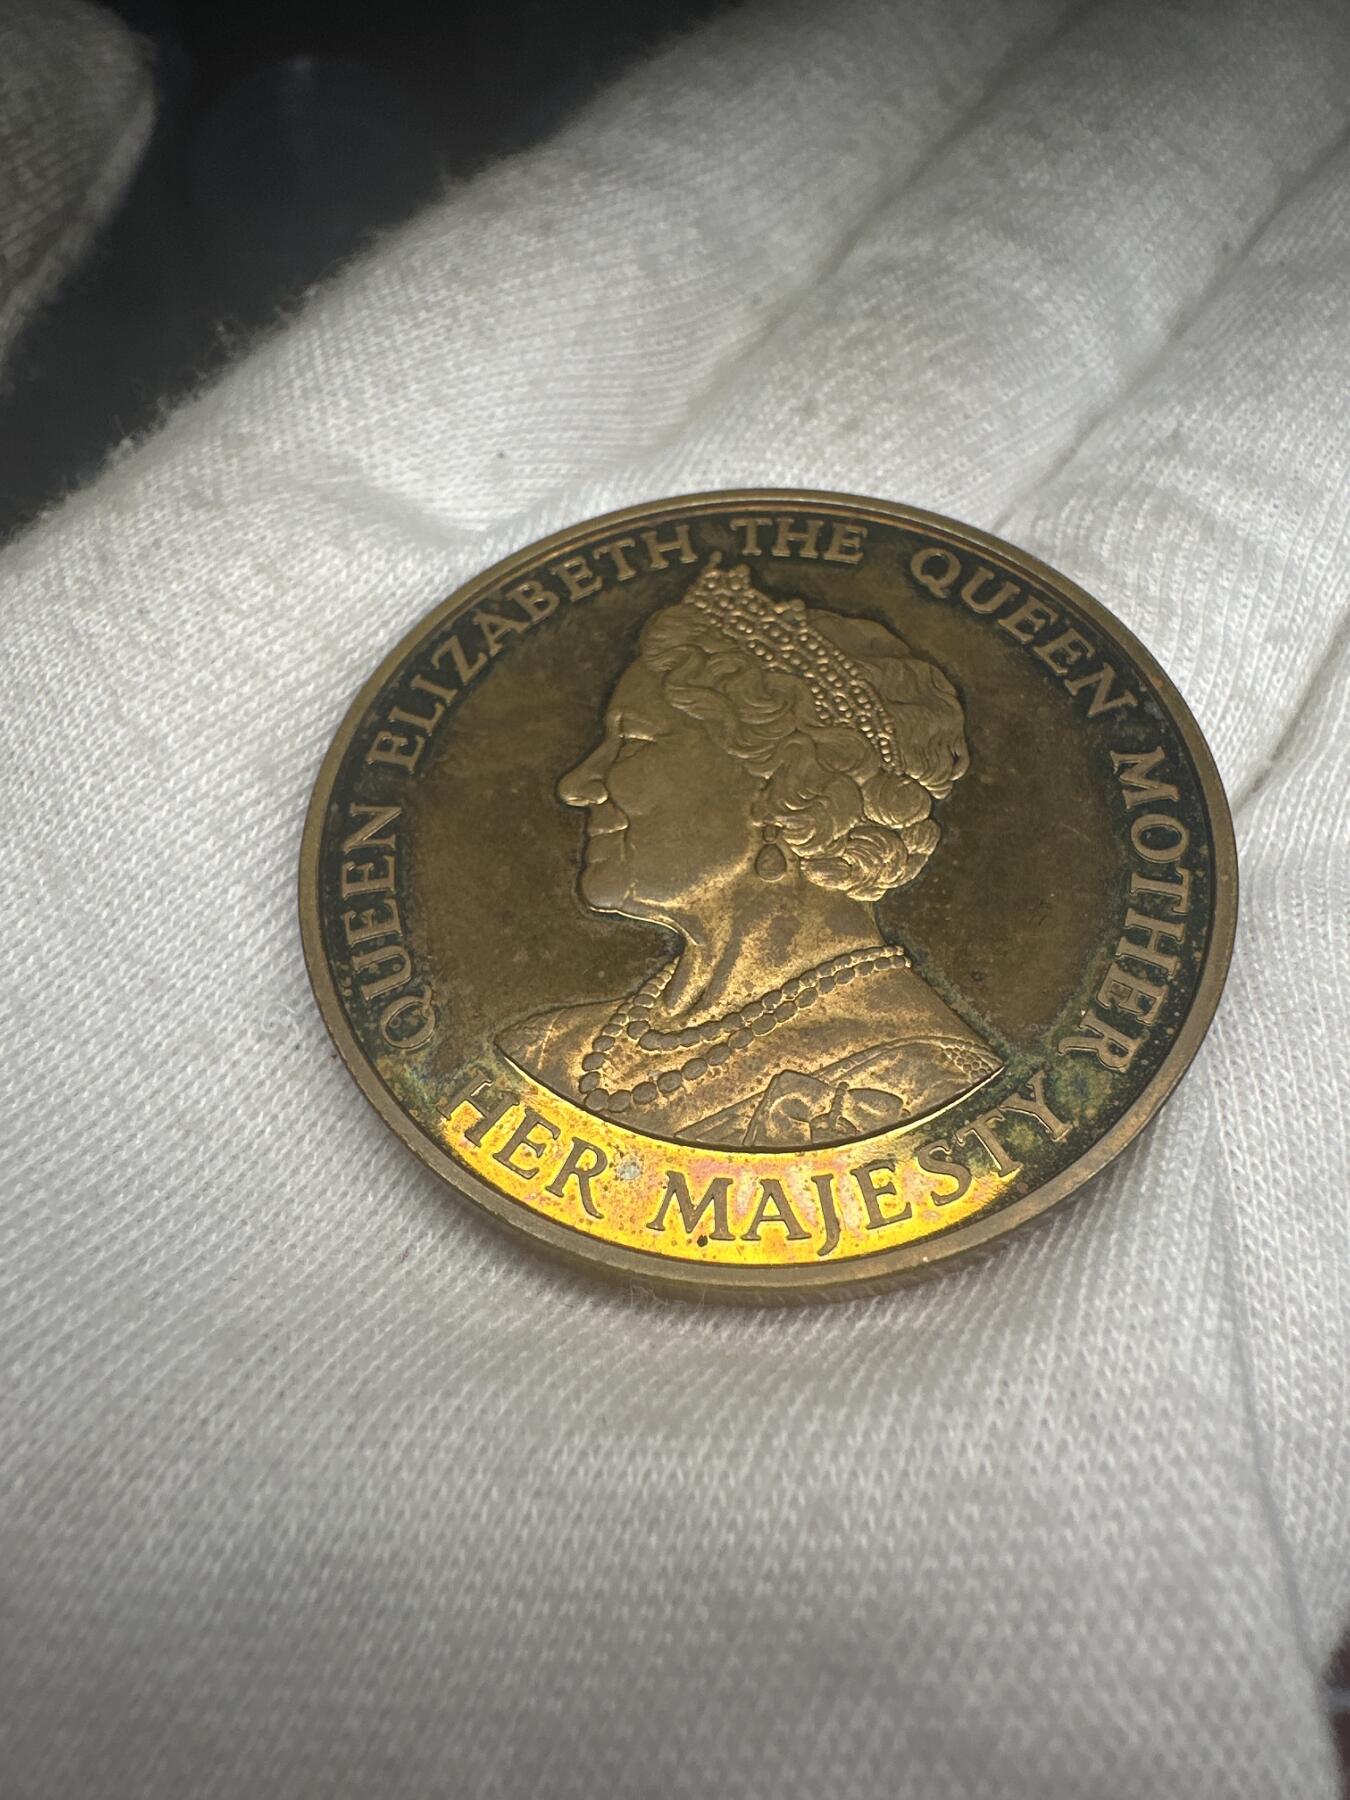 QUEEN ELIZABETH THE QUEEN MOTHER
HER MAJESTY